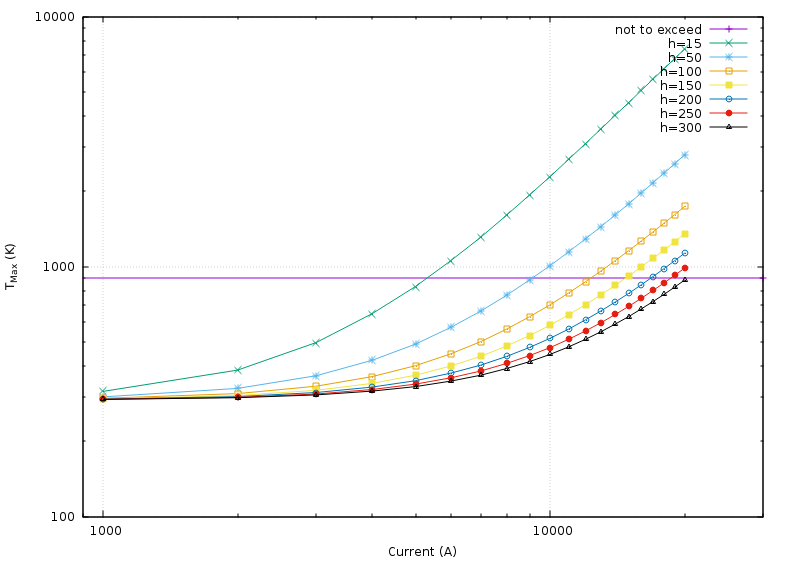 10000
1000
100
T_Max (K)
1000
10000
Current (A)
not to exceed
h=15
h=50
h=100
h=150
h=200
h=250
h=300